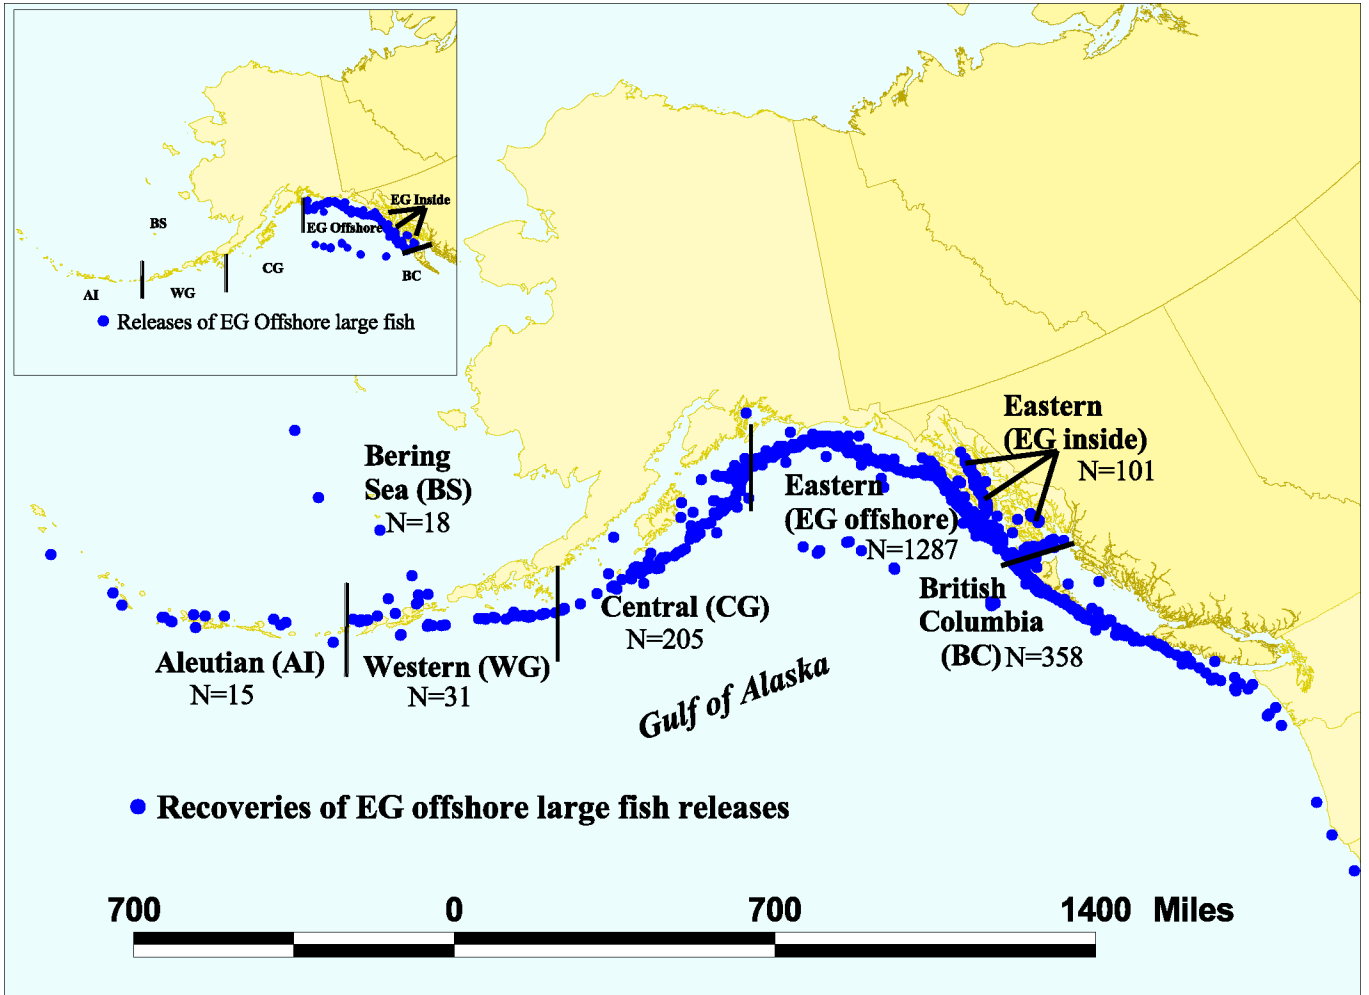 EG Inside
BS
EG Offshore
CG
BC
AI
WG
Releases of EG Offshore large fish
Eastern
(EG inside)
N=101
Bering
Sea (BS)
N=18
Eastern
(EG offshore)
N=1287
British
Columbia
(BC) N=358
Central (CG)
N=205
Aleutian (AI)
N=15
Western (WG)
N=31
Gulf of Alaska
Recoveries of EG offshore large fish releases
700 0 700 1400 Miles